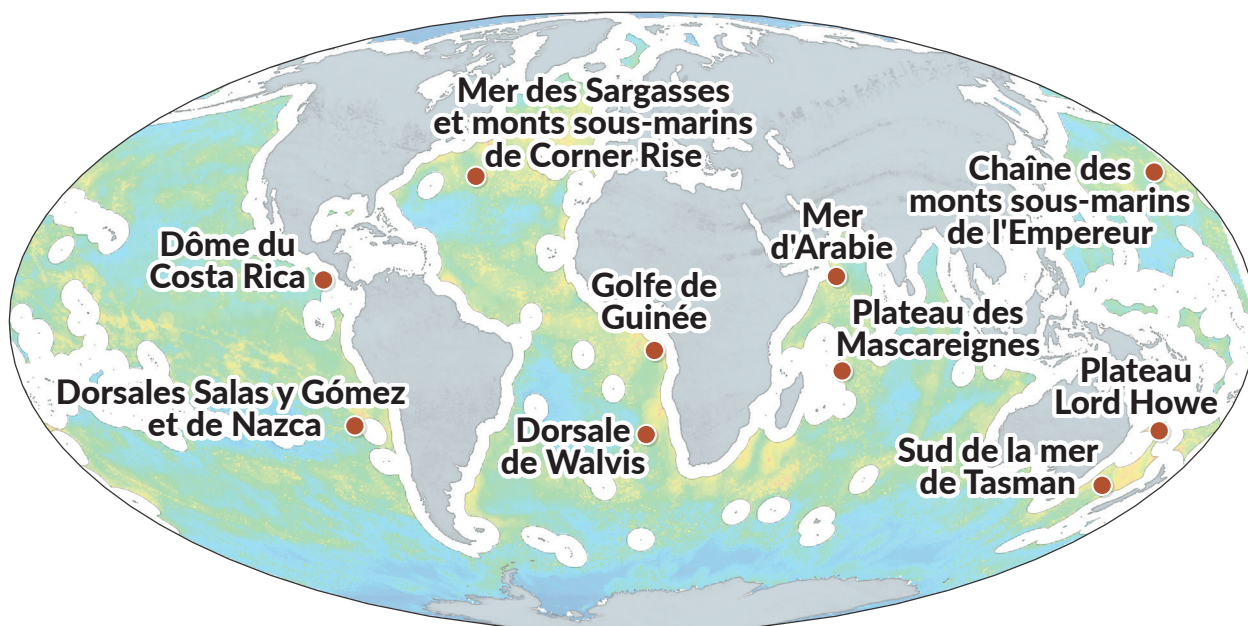 Mer des Sargasses
et monts sous-marins
de Corner Rise
Chaîne des
monts sous-marins
de l'Empereur
Mer
d'Arabie
Dôme du
Costa Rica
Golfe de
Guinée
Plateau des
Mascareignes
Plateau
Lord Howe
Dorsales Salas y Gómez
et de Nazca
Dorsale
de Walvis
Sud de la mer
de Tasman